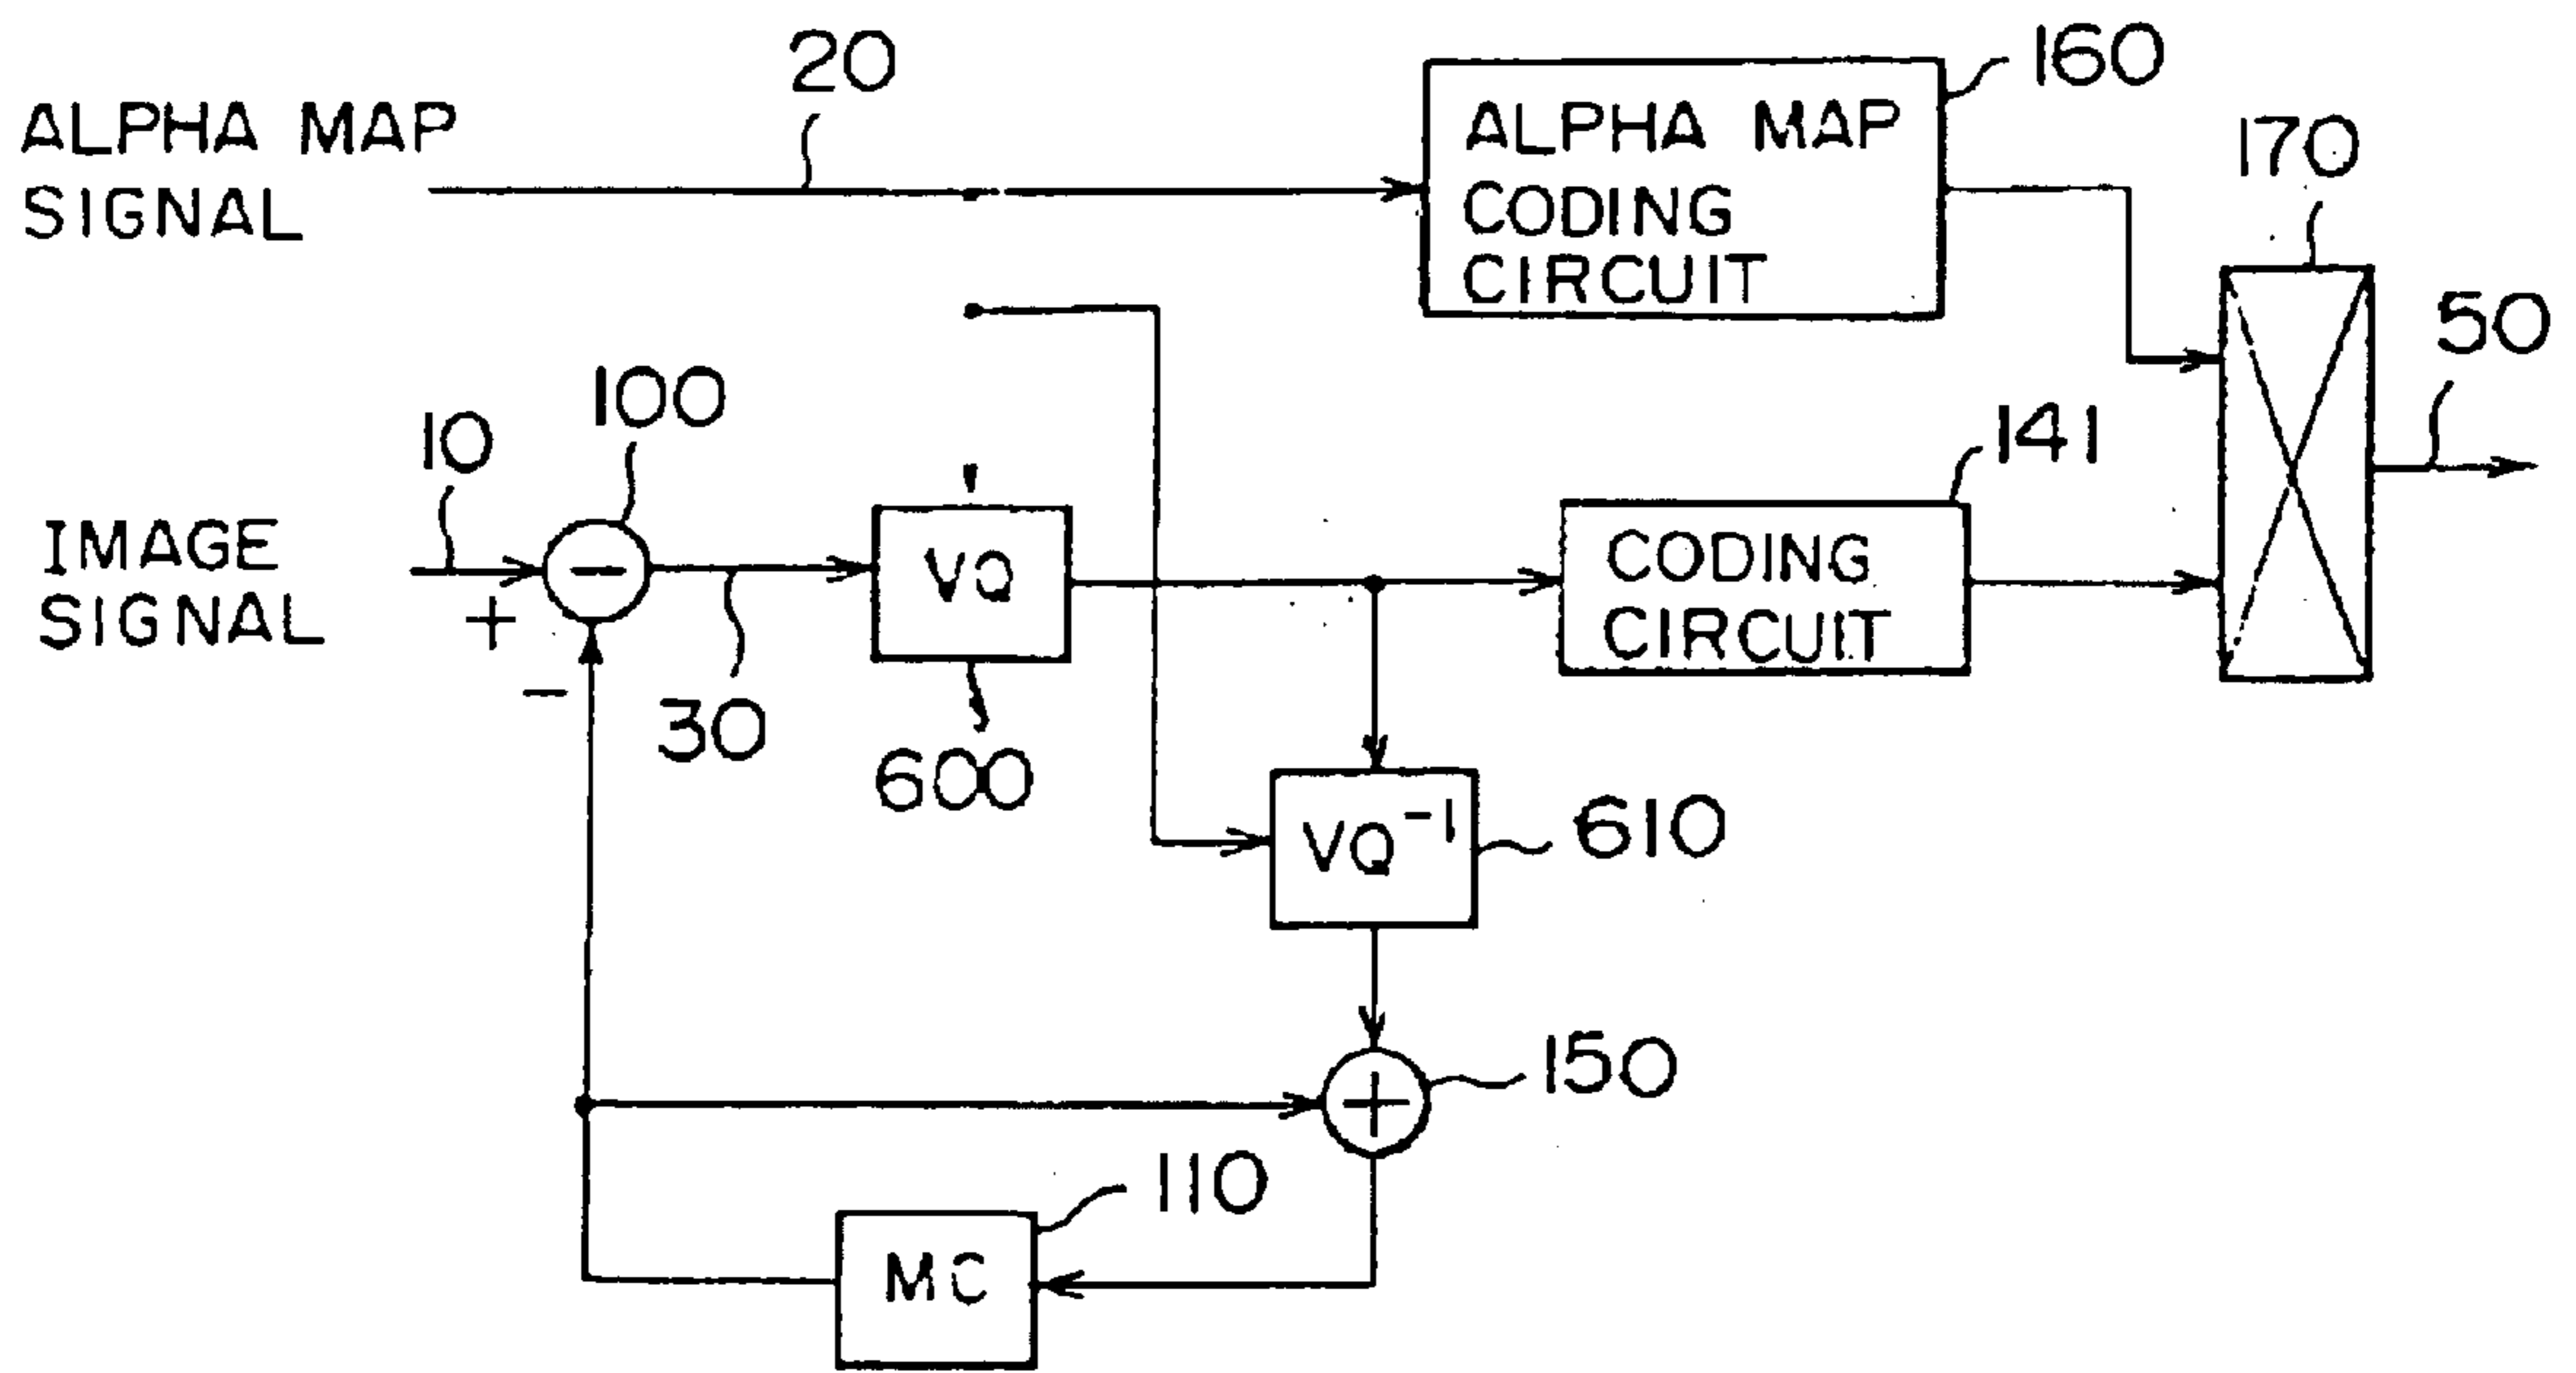 20
160
ALPHA MAP
SIGNAL
ALPHA MAP
CODING
CIRCUIT
170
50
100
10
141
IMAGE
SIGNAL
+
−
−
VQ
CODING
CIRCUIT
30
600
VQ⁻¹
610
+
150
110
MC